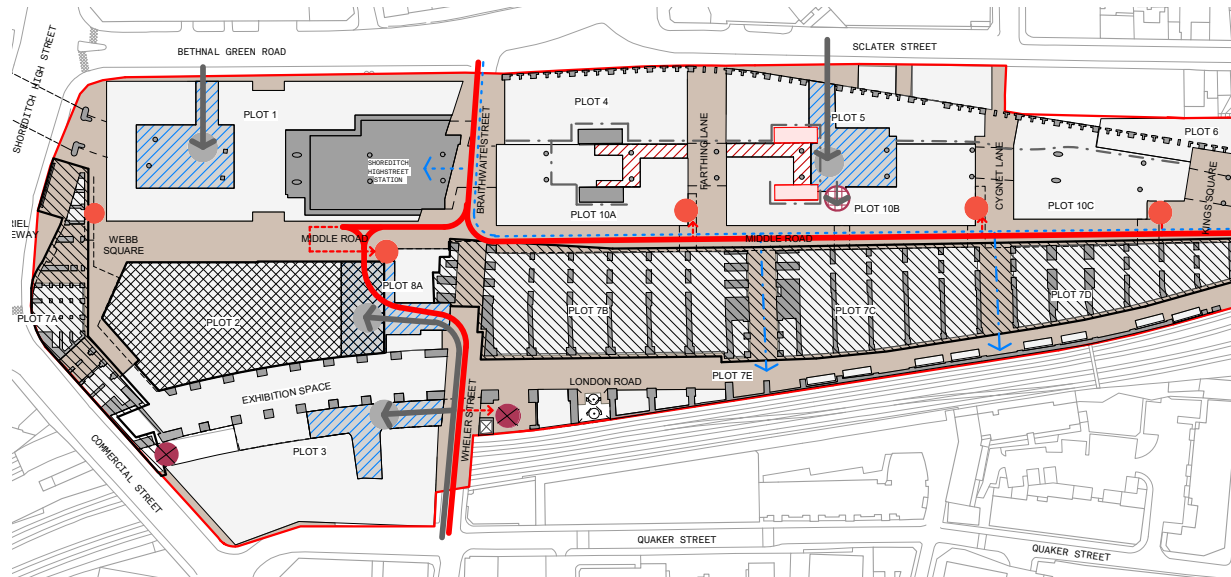 BETHNAL GREEN ROAD
SCLATER STREET
SHOREDITCH HIGH STREET
PLOT 1
PLOT 4
PLOT 5
PLOT 6
SHOREDITCH
HIGHSTREET
STATION
BRAITHWAITE STREET
FARTHING LANE
CYGNET LANE
KINGS SQUARE
PLOT 10A
PLOT 10B
PLOT 10C
RIEL
EWAY
WEBB
SQUARE
MIDDLE ROAD
MIDDLE ROAD
PLOT 8A
PLOT 7A
PLOT 2
PLOT 7B
PLOT 7C
PLOT 7D
PLOT 7E
EXHIBITION SPACE
LONDON ROAD
WHELER STREET
PLOT 3
COMMERCIAL STREET
QUAKER STREET
QUAKER STREET